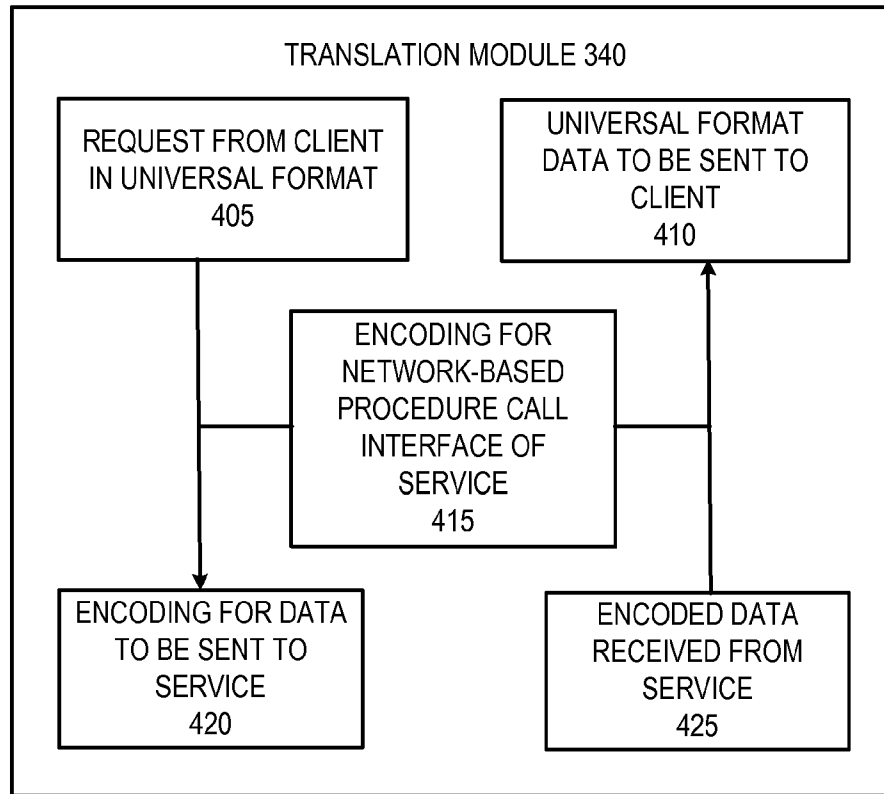 TRANSLATION MODULE 340
REQUEST FROM CLIENT
IN UNIVERSAL FORMAT
405
UNIVERSAL FORMAT
DATA TO BE SENT TO
CLIENT
410
ENCODING FOR
NETWORK-BASED
PROCEDURE CALL
INTERFACE OF
SERVICE
415
ENCODING FOR DATA
TO BE SENT TO
SERVICE
420
ENCODED DATA
RECEIVED FROM
SERVICE
425